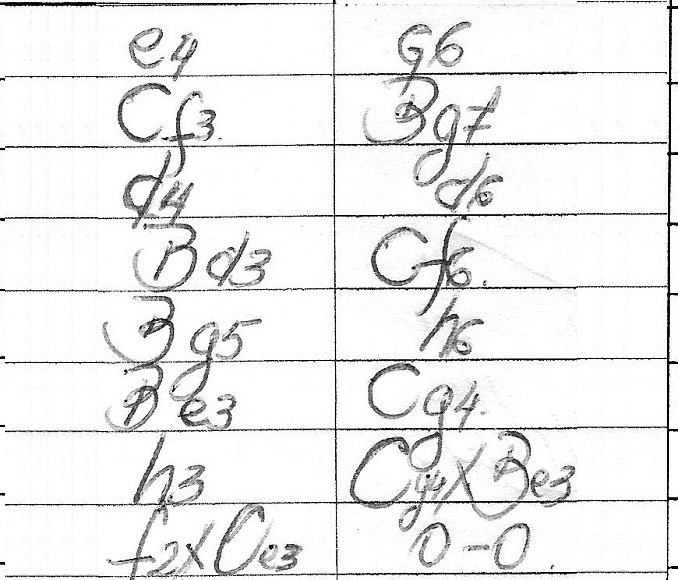 e4 g6
Cf3 Bg7
d4 d6
Bd3 Cf6.
Bg5 h6
Be3 Cg4.
h3 Cg4XBe3
f2xCe3 0-0.